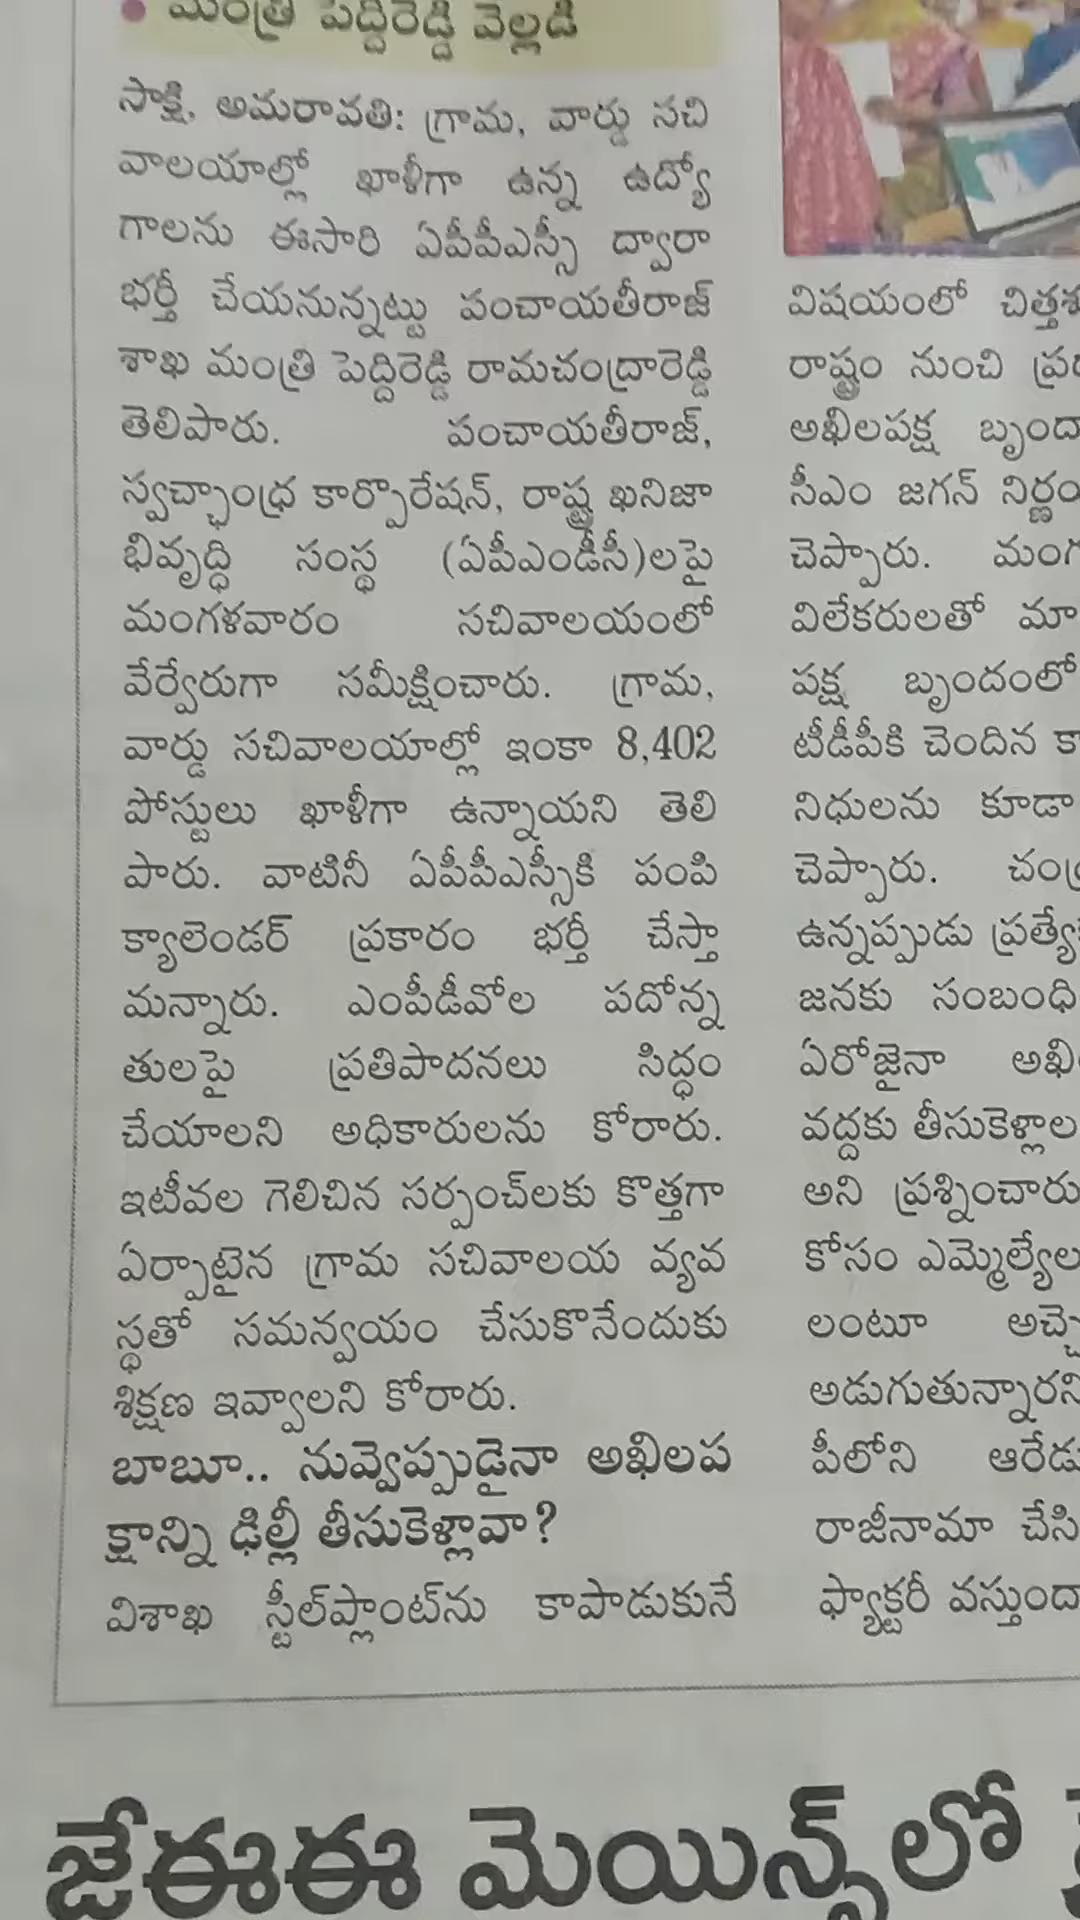 మంత్రి పెద్దిరెడ్డి వెల్లడి
సాక్షి, అమరావతి: గ్రామ, వార్డు సచి
వాలయాల్లో ఖాళీగా ఉన్న ఉద్యో
గాలను ఈసారి ఏపీపీఎస్సీ ద్వారా
భర్తీ చేయనున్నట్టు పంచాయతీరాజ్
శాఖ మంత్రి పెద్దిరెడ్డి రామచంద్రారెడ్డి
తెలిపారు. పంచాయతీరాజ్,
స్వచ్ఛాంధ్ర కార్పొరేషన్, రాష్ట్ర ఖనిజా
భివృద్ధి సంస్థ (ఏపీఎండీసీ)లపై
మంగళవారం సచివాలయంలో
వేర్వేరుగా సమీక్షించారు. గ్రామ,
వార్డు సచివాలయాల్లో ఇంకా 8,402
పోస్టులు ఖాళీగా ఉన్నాయని తెలి
పారు. వాటినీ ఏపీపీఎస్సీకి పంపి
క్యాలెండర్ ప్రకారం భర్తీ చేస్తా
మన్నారు. ఎంపీడీవోల పదోన్న
తులపై ప్రతిపాదనలు సిద్ధం
చేయాలని అధికారులను కోరారు.
ఇటీవల గెలిచిన సర్పంచ్‌లకు కొత్తగా
ఏర్పాటైన గ్రామ సచివాలయ వ్యవ
స్థతో సమన్వయం చేసుకొనేందుకు
శిక్షణ ఇవ్వాలని కోరారు.
బాబూ.. నువ్వెప్పుడైనా అఖిలప
క్షాన్ని ఢిల్లీ తీసుకెళ్లావా?
విశాఖ స్టీల్‌ప్లాంట్‌ను కాపాడుకునే
విషయంలో
రాష్ట్రం నుంచి
అఖిలపక్ష
సీఎం జగన్
చెప్పారు.
విలేకరులతో
పక్ష బృందంలో
టీడీపీకి చెందిన
నిధులను కూడా
చెప్పారు.
ఉన్నప్పుడు
జనకు
ఏరోజైనా
వద్దకు
అని ప్రశ్నించారు
కోసం
లంటూ
అడుగుతున్నారని
పీలోని
రాజీనామా
ఫ్యాక్టరీ
జేఈఈ మెయిన్స్‌లో